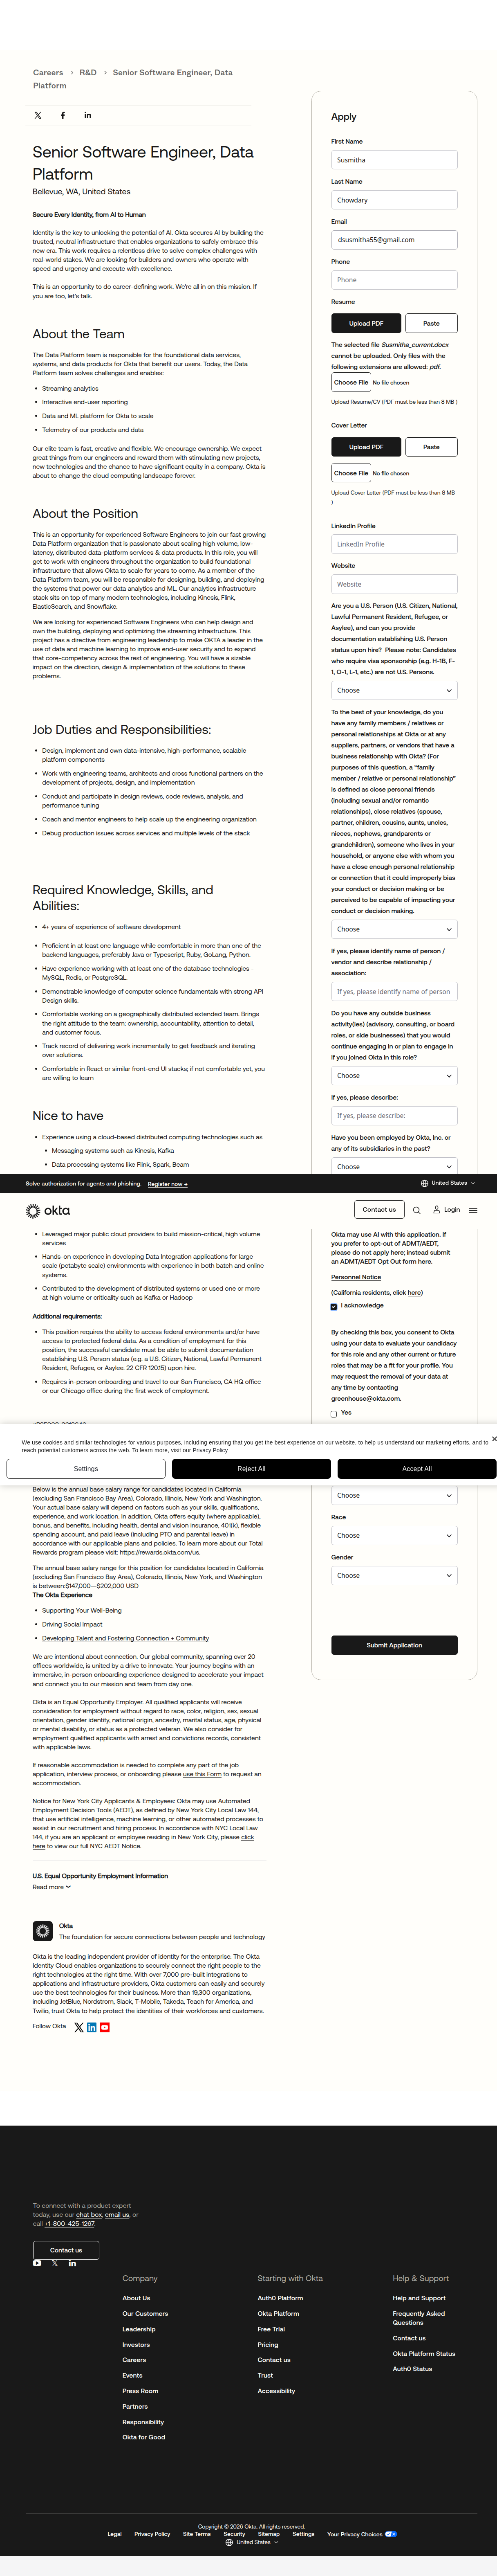 Careers > R&D > Senior Software Engineer, Data
Platform
Senior Software Engineer, Data
Platform
Bellevue, WA, United States
Secure Every Identity, from AI to Human
Identity is the key to unlocking the potential of AI. Okta secures AI by building the
trusted, neutral infrastructure that enables organizations to safely embrace this
new era. This work requires a relentless drive to solve complex challenges with
real-world stakes. We are looking for builders and owners who operate with
speed and urgency and execute with excellence.
This is an opportunity to do career-defining work. We're all in on this mission. If
you are too, let's talk.
About the Team
The Data Platform team is responsible for the foundational data services,
systems, and data products for Okta that benefit our users. Today, the Data
Platform team solves challenges and enables:
Streaming analytics
Interactive end-user reporting
Data and ML platform for Okta to scale
Telemetry of our products and data
Our elite team is fast, creative and flexible. We encourage ownership. We expect
great things from our engineers and reward them with stimulating new projects,
new technologies and the chance to have significant equity in a company. Okta is
about to change the cloud computing landscape forever.
About the Position
This is an opportunity for experienced Software Engineers to join our fast growing
Data Platform organization that is passionate about scaling high volume, low-
latency, distributed data-platform services & data products. In this role, you will
get to work with engineers throughout the organization to build foundational
infrastructure that allows Okta to scale for years to come. As a member of the
Data Platform team, you will be responsible for designing, building, and deploying
the systems that power our data analytics and ML. Our analytics infrastructure
stack sits on top of many modern technologies, including Kinesis, Flink,
ElasticSearch, and Snowflake.
We are looking for experienced Software Engineers who can help design and
own the building, deploying and optimizing the streaming infrastructure. This
project has a directive from engineering leadership to make OKTA a leader in the
use of data and machine learning to improve end-user security and to expand
that core-competency across the rest of engineering. You will have a sizable
impact on the direction, design & implementation of the solutions to these
problems.
Job Duties and Responsibilities:
Design, implement and own data-intensive, high-performance, scalable
platform components
Work with engineering teams, architects and cross functional partners on the
development of projects, design, and implementation
Conduct and participate in design reviews, code reviews, analysis, and
performance tuning
Coach and mentor engineers to help scale up the engineering organization
Debug production issues across services and multiple levels of the stack
Required Knowledge, Skills, and
Abilities:
4+ years of experience of software development
Proficient in at least one language while comfortable in more than one of the
backend languages, preferably Java or Typescript, Ruby, GoLang, Python.
Have experience working with at least one of the database technologies -
MySQL, Redis, or PostgreSQL.
Demonstrable knowledge of computer science fundamentals with strong API
Design skills.
Comfortable working on a geographically distributed extended team. Brings
the right attitude to the team: ownership, accountability, attention to detail,
and customer focus.
Track record of delivering work incrementally to get feedback and iterating
over solutions.
Comfortable in React or similar front-end UI stacks; if not comfortable yet, you
are willing to learn
Nice to have
Experience using a cloud-based distributed computing technologies such as
Messaging systems such as Kinesis, Kafka
Data processing systems like Flink, Spark, Beam
Apply
First Name
Susmitha
Last Name
Chowdary
Email
dsusmitha55@gmail.com
Phone
Phone
Resume
Upload PDF
Paste
The selected file Susmitha_current.docx
cannot be uploaded. Only files with the
following extensions are allowed: pdf.
Choose File No file chosen
Upload Resume/CV (PDF must be less than 8 MB )
Cover Letter
Upload PDF
Paste
Choose File No file chosen
Upload Cover Letter (PDF must be less than 8 MB
)
LinkedIn Profile
LinkedIn Profile
Website
Website
Are you a U.S. Person (U.S. Citizen, National,
Lawful Permanent Resident, Refugee, or
Asylee), and can you provide
documentation establishing U.S. Person
status upon hire?  Please note: Candidates
who require visa sponsorship (e.g. H-1B, F-
1, O-1, L-1, etc.) are not U.S. Persons.
Choose
To the best of your knowledge, do you
have any family members / relatives or
personal relationships at Okta or at any
suppliers, partners, or vendors that have a
business relationship with Okta? (For
purposes of this question, a "family
member / relative or personal relationship"
is defined as close personal friends
(including sexual and/or romantic
relationships), close relatives (spouse,
partner, children, cousins, aunts, uncles,
nieces, nephews, grandparents or
grandchildren), someone who lives in your
household, or anyone else with whom you
have a close enough personal relationship
or connection that it could improperly bias
your conduct or decision making or be
perceived to be capable of impacting your
conduct or decision making.
Choose
If yes, please identify name of person /
vendor and describe relationship /
association:
If yes, please identify name of person
Do you have any outside business
activity(ies) (advisory, consulting, or board
roles, or side businesses) that you would
continue engaging in or plan to engage in
if you joined Okta in this role?
Choose
If yes, please describe:
If yes, please describe:
Have you been employed by Okta, Inc. or
any of its subsidiaries in the past?
Choose
Solve authorization for agents and phishing. Register now →
United States
okta
Contact us
Login
Leveraged major public cloud providers to build mission-critical, high volume
services
Hands-on experience in developing Data Integration applications for large
scale (petabyte scale) environments with experience in both batch and online
systems.
Contributed to the development of distributed systems or used one or more
at high volume or criticality such as Kafka or Hadoop
Additional requirements:
This position requires the ability to access federal environments and/or have
access to protected federal data. As a condition of employment for this
position, the successful candidate must be able to submit documentation
establishing U.S. Person status (e.g. a U.S. Citizen, National, Lawful Permanent
Resident, Refugee, or Asylee. 22 CFR 120.15) upon hire.
Requires in-person onboarding and travel to our San Francisco, CA HQ office
or our Chicago office during the first week of employment.
May use AI with this application. If
you prefer to opt-out of ADMT/AEDT,
please do not apply here; instead submit
an ADMT/AEDT Opt Out form here.
Personnel Notice
(California residents, click here)
I acknowledge
By checking this box, you consent to Okta
using your data to evaluate your candidacy
for this role and any other current or future
roles that may be a fit for your profile. You
may request the removal of your data at
any time by contacting
greenhouse@okta.com.
Yes
We use cookies and similar technologies for various purposes, including ensuring that you get the best experience on our website, to help us understand our marketing efforts, and to
reach potential customers across the web. To learn more, visit our Privacy Policy
Settings
Reject All
Accept All
Below is the annual base salary range for candidates located in California
(excluding San Francisco Bay Area), Colorado, Illinois, New York and Washington.
Your actual base salary will depend on factors such as your skills, qualifications,
experience, and work location. In addition, Okta offers equity (where applicable),
bonus, and benefits, including health, dental and vision insurance, 401(k), flexible
spending account, and paid leave (including PTO and parental leave) in
accordance with our applicable plans and policies. To learn more about our Total
Rewards program please visit: https://rewards.okta.com/us.
The annual base salary range for this position for candidates located in California
(excluding San Francisco Bay Area), Colorado, Illinois, New York, and Washington
is between:$147,000—$202,000 USD
The Okta Experience
Supporting Your Well-Being
Driving Social Impact
Developing Talent and Fostering Connection + Community
We are intentional about connection. Our global community, spanning over 20
offices worldwide, is united by a drive to innovate. Your journey begins with an
immersive, in-person onboarding experience designed to accelerate your impact
and connect you to our mission and team from day one.
Okta is an Equal Opportunity Employer. All qualified applicants will receive
consideration for employment without regard to race, color, religion, sex, sexual
orientation, gender identity, national origin, ancestry, marital status, age, physical
or mental disability, or status as a protected veteran. We also consider for
employment qualified applicants with arrest and convictions records, consistent
with applicable laws.
If reasonable accommodation is needed to complete any part of the job
application, interview process, or onboarding please use this Form to request an
accommodation.
Notice for New York City Applicants & Employees: Okta may use Automated
Employment Decision Tools (AEDT), as defined by New York City Local Law 144,
that use artificial intelligence, machine learning, or other automated processes to
assist in our recruitment and hiring process. In accordance with NYC Local Law
144, if you are an applicant or employee residing in New York City, please click
here to view our full NYC AEDT Notice.
U.S. Equal Opportunity Employment Information
Read more
Choose
Race
Choose
Gender
Choose
Submit Application
Okta
The foundation for secure connections between people and technology
Okta is the leading independent provider of identity for the enterprise. The Okta
Identity Cloud enables organizations to securely connect the right people to the
right technologies at the right time. With over 7,000 pre-built integrations to
applications and infrastructure providers, Okta customers can easily and securely
use the best technologies for their business. More than 19,300 organizations,
including JetBlue, Nordstrom, Slack, T-Mobile, Takeda, Teach for America, and
Twilio, trust Okta to help protect the identities of their workforces and customers.
Follow Okta
To connect with a product expert
today, use our chat box, email us, or
call +1-800-425-1267.
Contact us
Company
About Us
Our Customers
Leadership
Investors
Careers
Events
Press Room
Partners
Responsibility
Okta for Good
Starting with Okta
Auth0 Platform
Okta Platform
Free Trial
Pricing
Contact us
Trust
Accessibility
Help & Support
Help and Support
Frequently Asked
Questions
Contact us
Okta Platform Status
Auth0 Status
Copyright © 2026 Okta. All rights reserved.
Legal Privacy Policy Site Terms Security Sitemap Settings Your Privacy Choices
United States